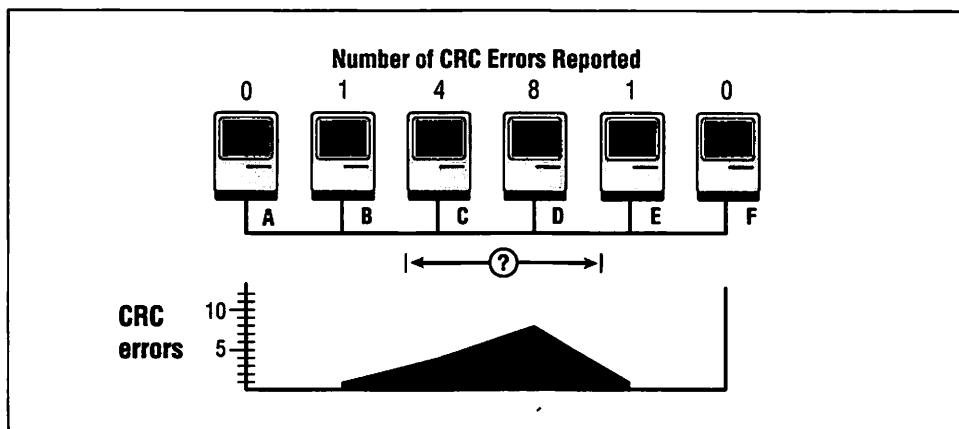 Number of CRC Errors Reported
0 1 4 8 1 0
A B C D E F
?
CRC
errors
10
5